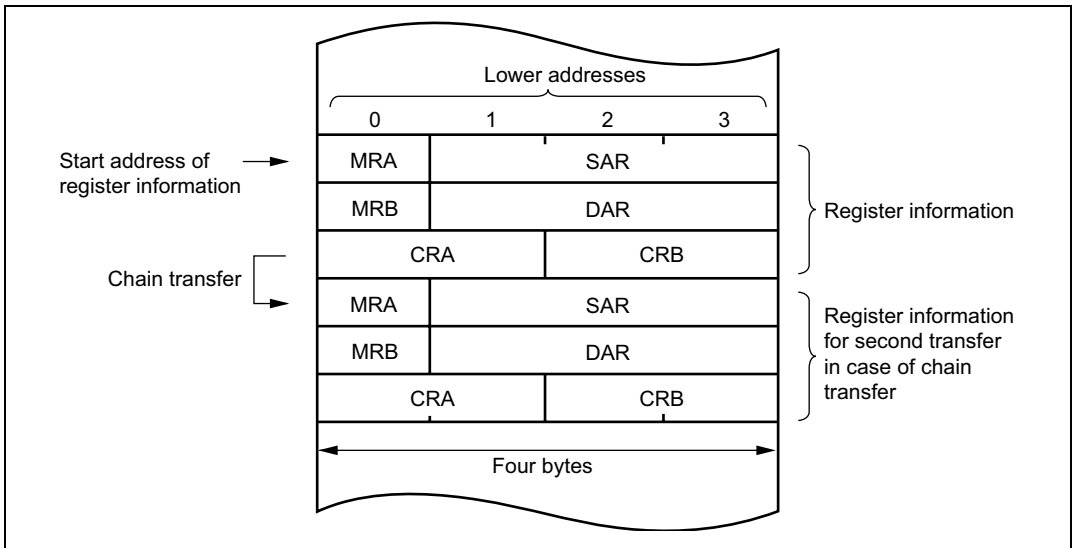 Lower addresses
0 1 2 3
Start address of
register information
MRA SAR
MRB DAR
CRA CRB
Register information
Chain transfer
MRA SAR
MRB DAR
CRA CRB
Register information
for second transfer
in case of chain
transfer
Four bytes